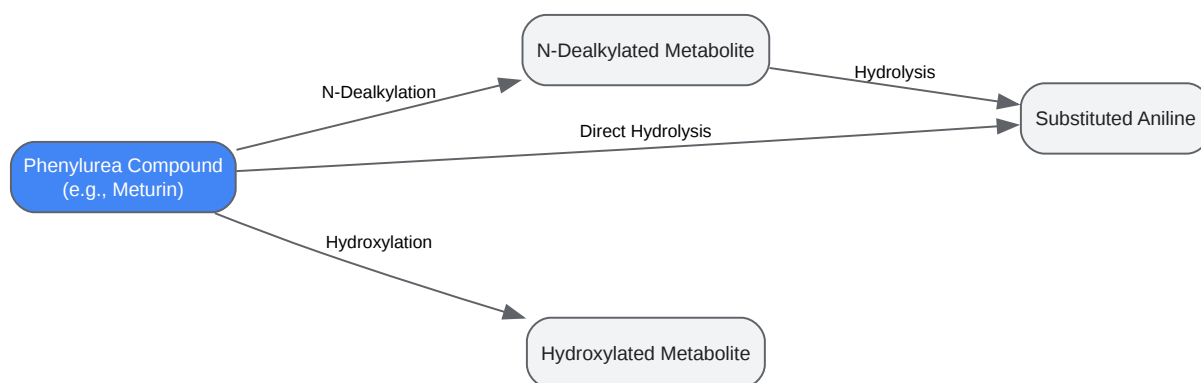 N-Dealkylated Metabolite
Hydrolysis
N-Dealkylation
Substituted Aniline
Direct Hydrolysis
Phenylurea Compound
(e.g., Meturin)
Hydroxylation
Hydroxylated Metabolite